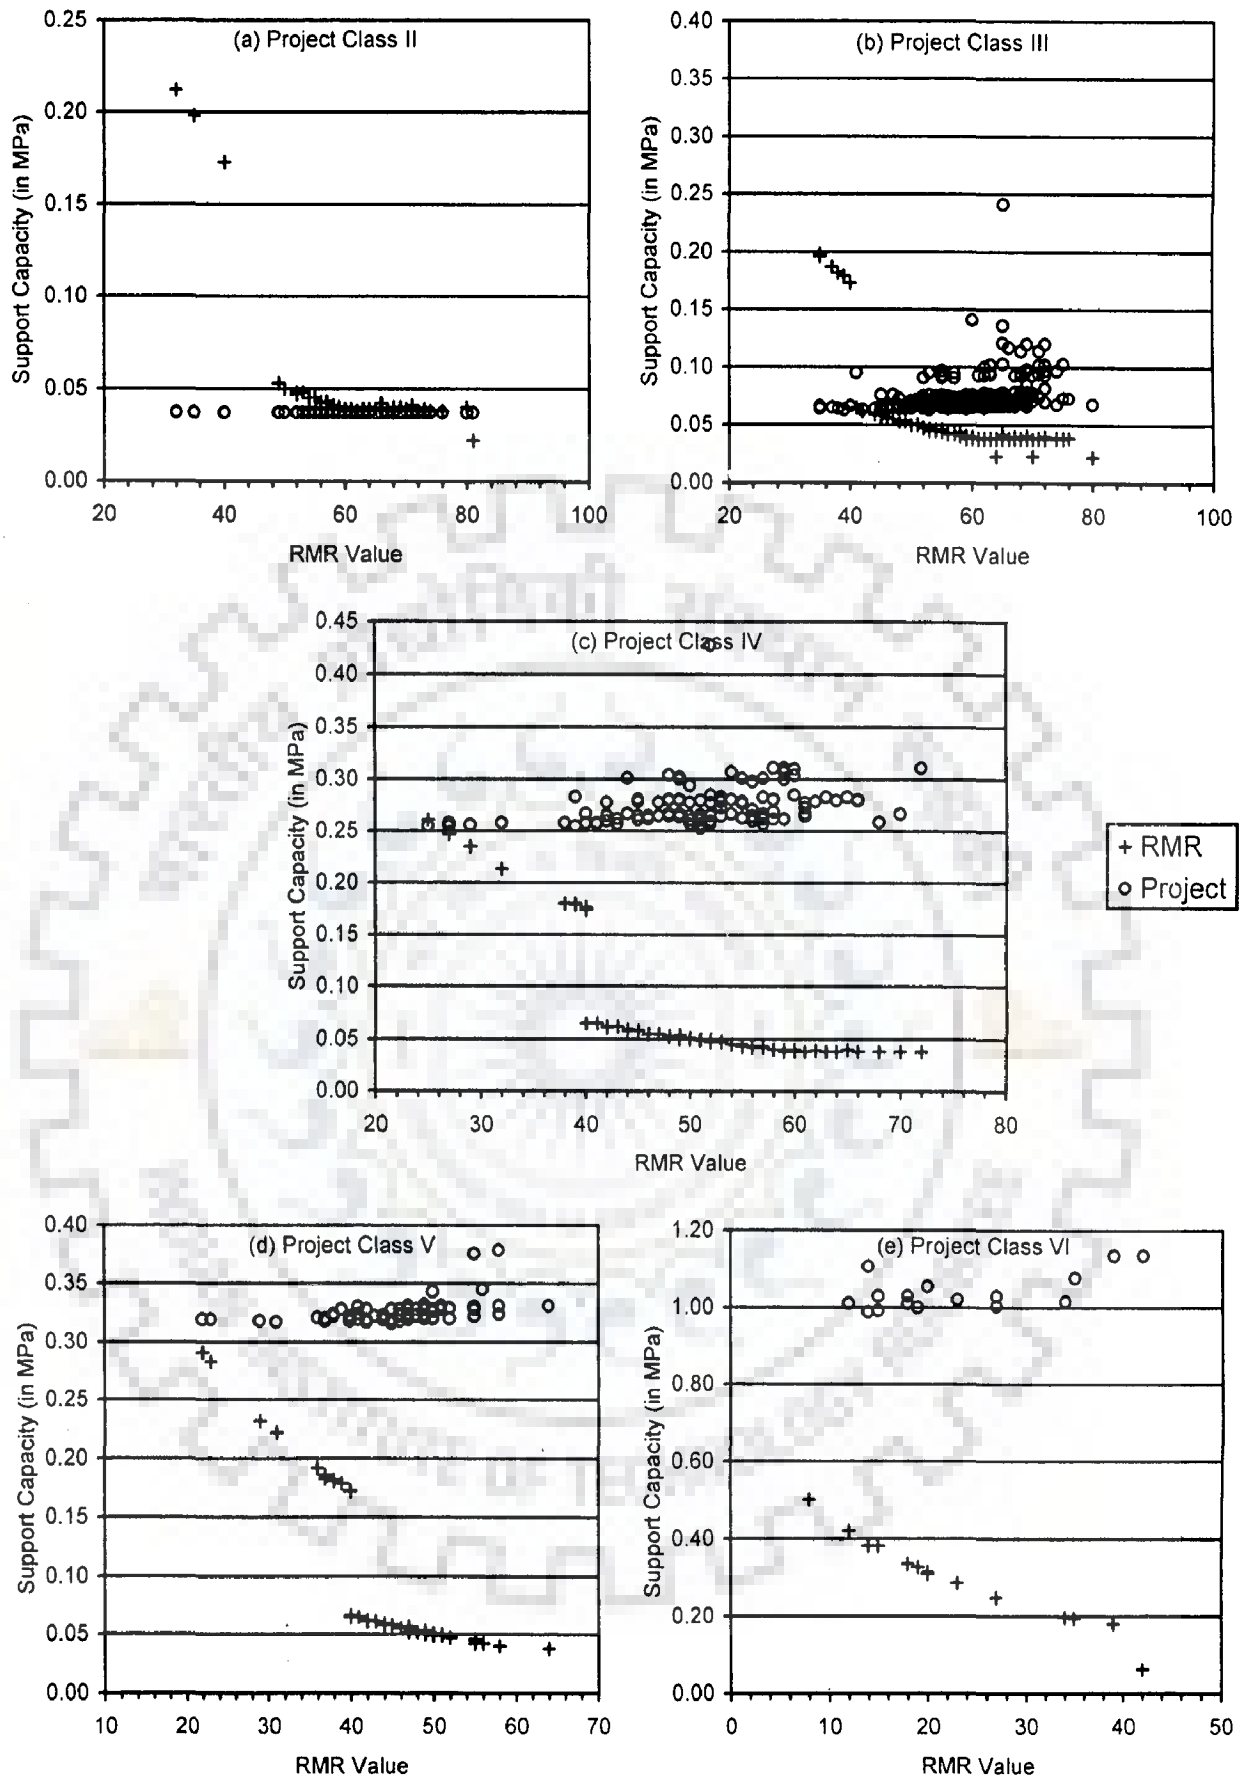 (a) Project Class II
Support Capacity (in MPa)
0.25
0.20
0.15
0.10
0.05
0.00
20 40 60 80 100
RMR Value
(b) Project Class III
Support Capacity (in MPa)
0.40
0.35
0.30
0.25
0.20
0.15
0.10
0.05
0.00
20 40 60 80 100
RMR Value
(c) Project Class IV
Support Capacity (in MPa)
0.45
0.40
0.35
0.30
0.25
0.20
0.15
0.10
0.05
0.00
20 30 40 50 60 70 80
RMR Value
+ RMR
o Project
(d) Project Class V
Support Capacity (in MPa)
0.40
0.35
0.30
0.25
0.20
0.15
0.10
0.05
0.00
10 20 30 40 50 60 70
RMR Value
(e) Project Class VI
Support Capacity (in MPa)
1.20
1.00
0.80
0.60
0.40
0.20
0.00
0 10 20 30 40 50
RMR Value